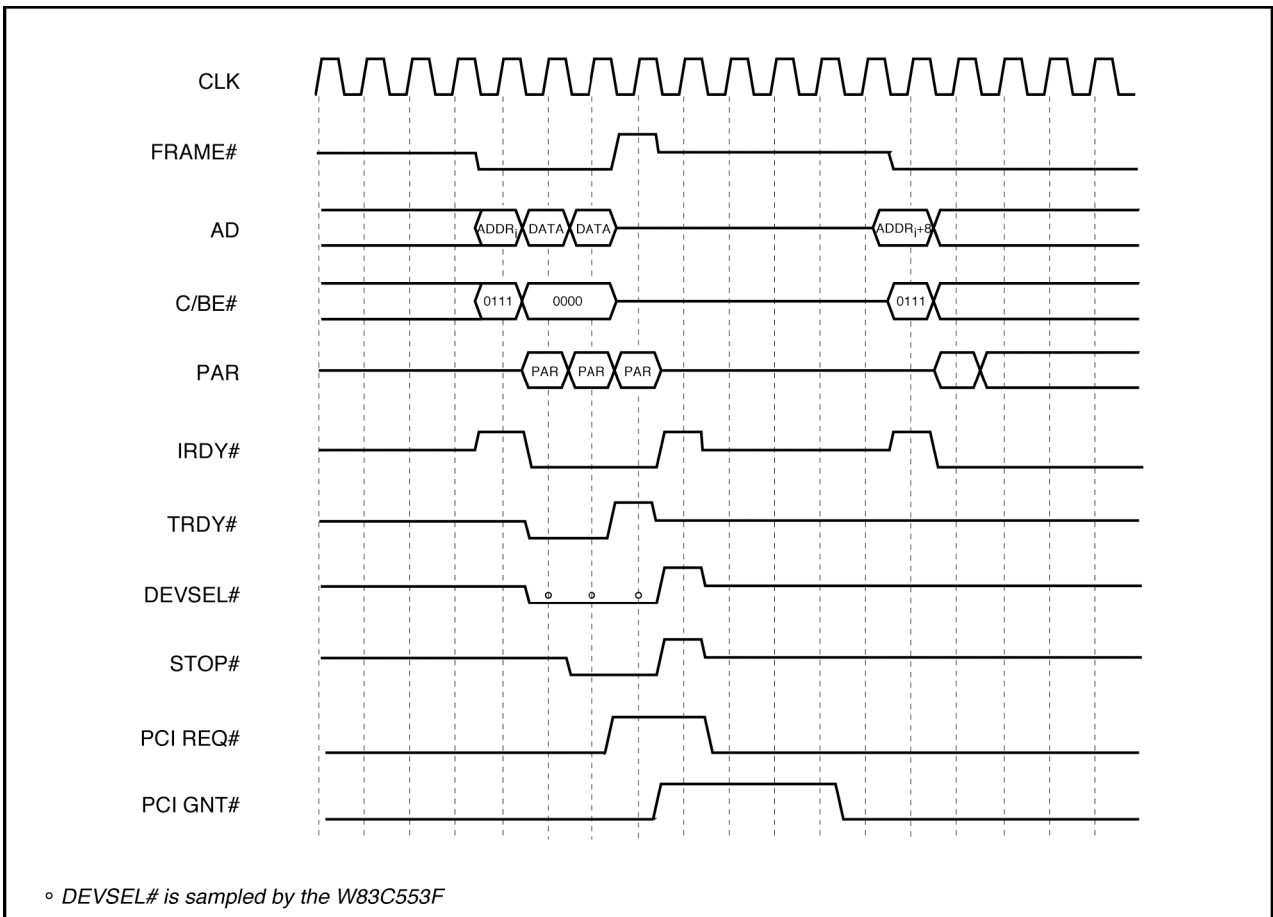 CLK
FRAME#
AD
ADDRi DATA DATA ADDRi+8
C/BE#
0111 0000 0111
PAR
PAR PAR PAR
IRDY#
TRDY#
DEVSEL#
STOP#
PCI REQ#
PCI GNT#
DEVSEL# is sampled by the W83C553F